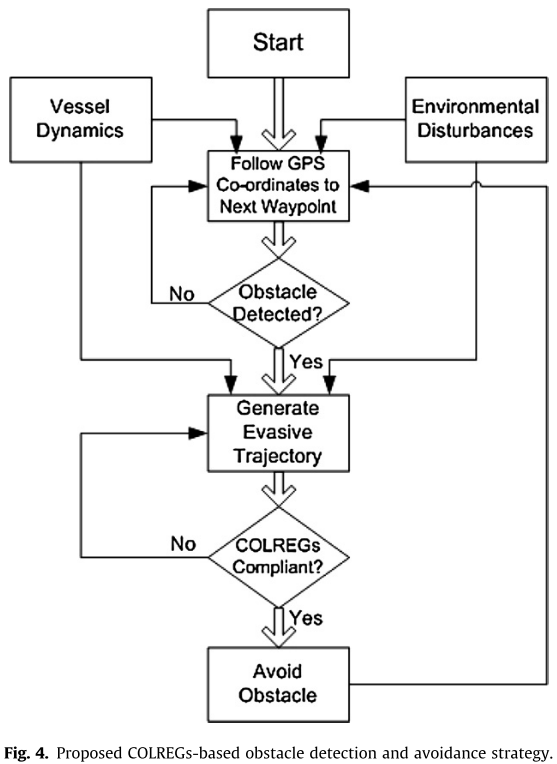 Start
Vessel
Dynamics
Environmental
Disturbances
Follow GPS
Co-ordinates to
Next Waypoint
No
Obstacle
Detected?
Yes
Generate
Evasive
Trajectory
No
COLREGs
Compliant?
Yes
Avoid
Obstacle
Fig. 4. Proposed COLREGs-based obstacle detection and avoidance strategy.